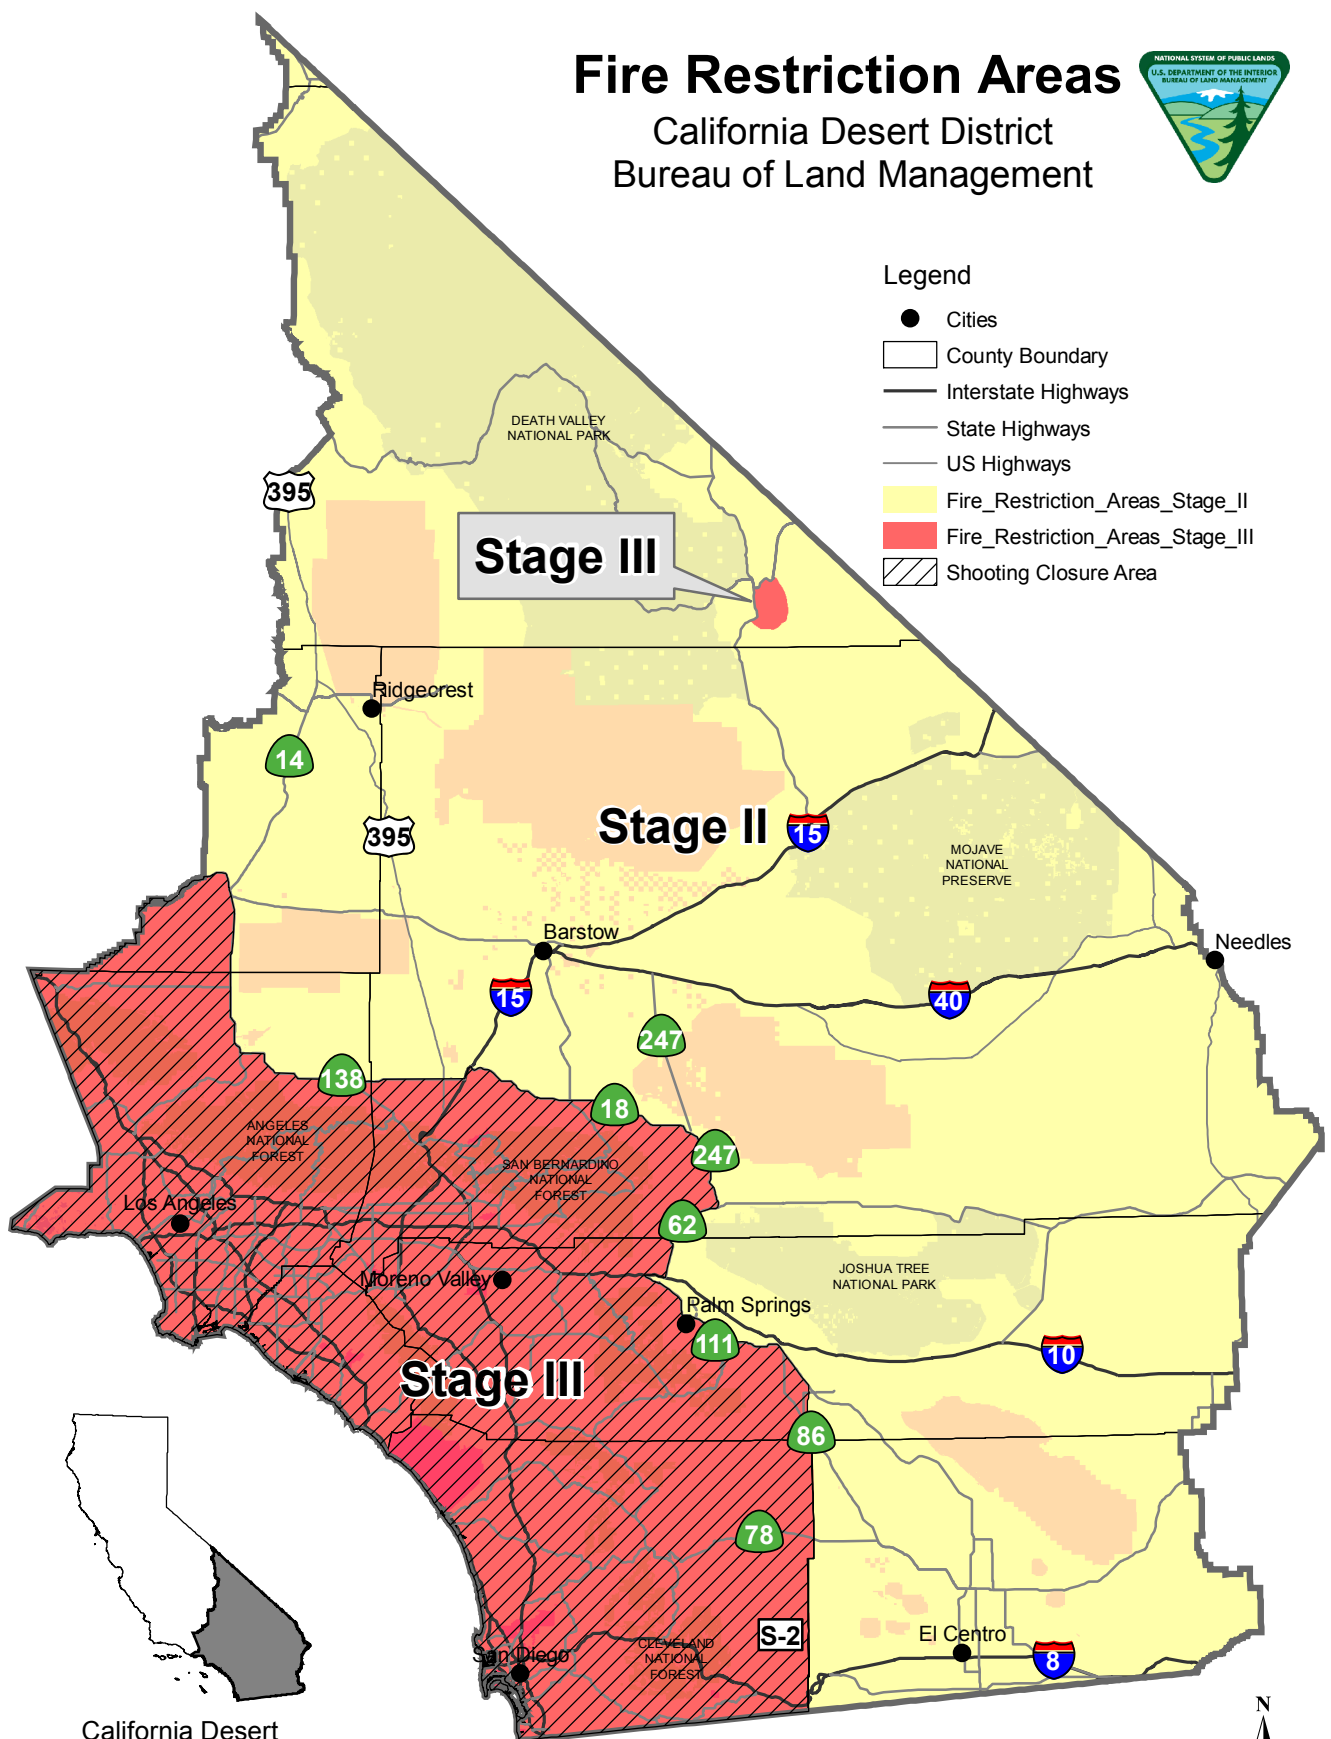 Fire Restriction Areas
California Desert District
Bureau of Land Management
NATIONAL SYSTEM OF PUBLIC LANDS
U.S. DEPARTMENT OF THE INTERIOR
BUREAU OF LAND MANAGEMENT
Legend
Cities
County Boundary
Interstate Highways
State Highways
US Highways
Fire_Restriction_Areas_Stage_II
Fire_Restriction_Areas_Stage_III
Shooting Closure Area
DEATH VALLEY
NATIONAL PARK
395
Stage III
Ridgecrest
14
395
Stage II
15
MOJAVE
NATIONAL
PRESERVE
Barstow
Needles
15
40
247
138
18
ANGELES
NATIONAL
FOREST
247
SAN BERNARDINO
NATIONAL
FOREST
Los Angeles
62
Moreno Valley
JOSHUA TREE
NATIONAL PARK
Palm Springs
111
10
Stage III
86
78
S-2
El Centro
CLEVELAND
NATIONAL
FOREST
San Diego
8
N
California Desert